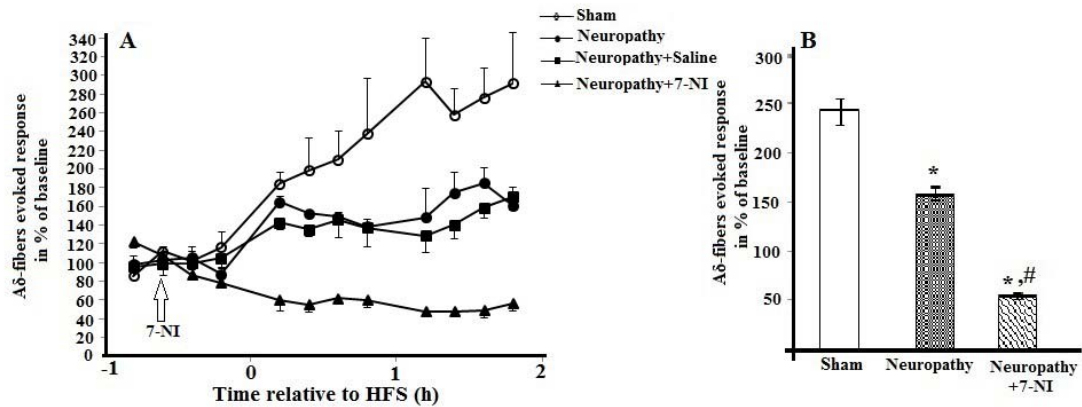 A
Aδ-fibers evoked response
in % of baseline
340
320
300
280
260
240
220
200
180
160
140
120
100
80
60
40
20
0
-1
0
1
2
7-NI
Time relative to HFS (h)
Sham
Neuropathy
Neuropathy+Saline
Neuropathy+7-NI
B
Aδ-fibers evoked response
in % of baseline
300
250
200
150
100
50
*
* ,#
Sham
Neuropathy
Neuropathy
+7-NI